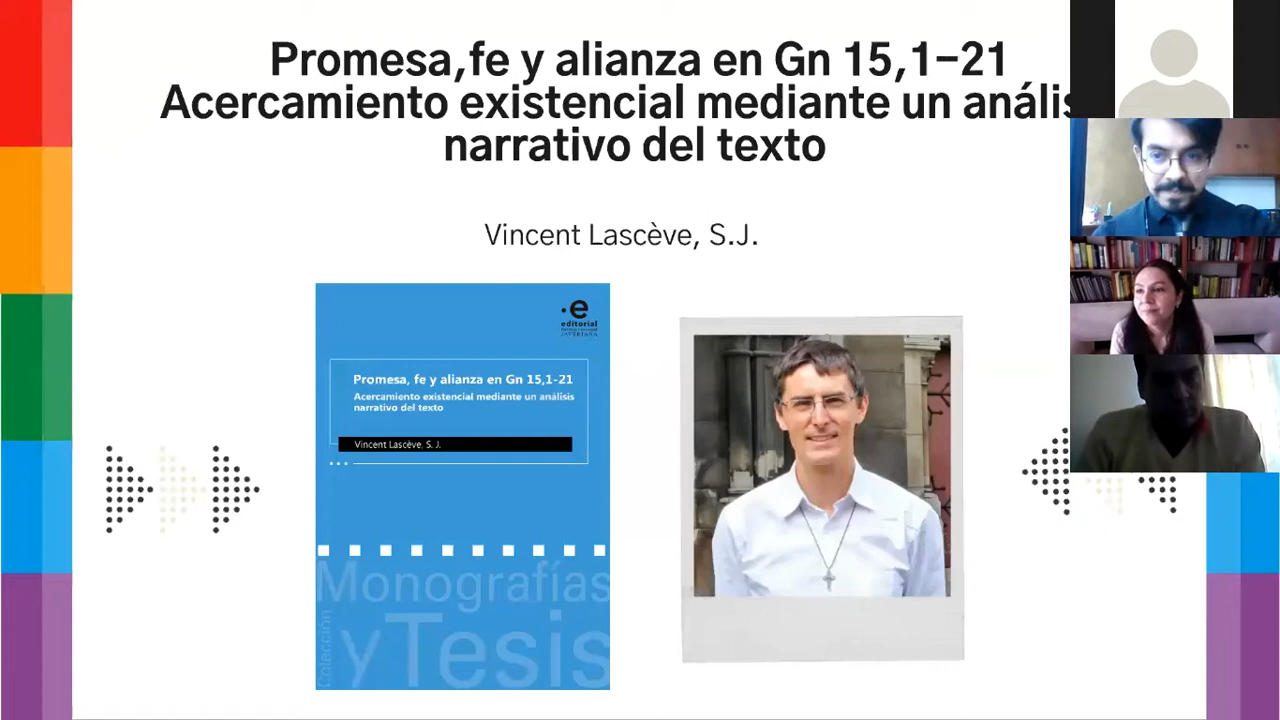 Promesa,fe y alianza en Gn 15,1-21
Acercamiento existencial mediante un anális
narrativo del texto
Vincent Lascève, S.J.
e
editorial
JAVERIANA
Promesa, fe y alianza en Gn 15,1-21
Acercamiento existencial mediante un análisis
narrativo del texto
Vincent Lascève, S. J.
Colección
Monografías
y Tesis